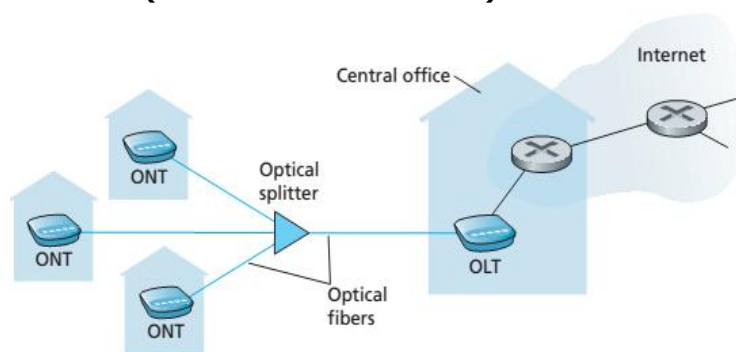 Internet
Central office
ONT
Optical
splitter
ONT
OLT
Optical
fibers
ONT